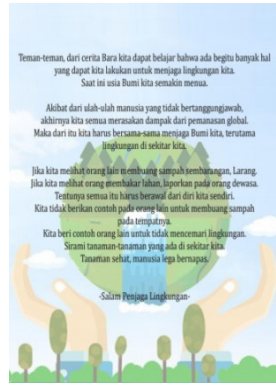 Teman-teman, dari cerita Bara kita dapat belajar bahwa ada begitu banyak hal
yang dapat kita lakukan untuk menjaga lingkungan kita.
Saat ini usia Bumi kita semakin menua.
Akibat dari ulah-ulah manusia yang tidak bertanggungjawab,
akhirnya kita semua merasakan dampak dari pemanasan global.
Maka dari itu kita harus bersama-sama menjaga Bumi kita, terutama
lingkungan di sekitar kita.
Jika kita melihat orang lain membuang sampah sembarangan, Larang.
Jika kita melihat orang membakar lahan, laporkan pada orang dewasa.
Tentunya semua itu harus berawal dari diri kita sendiri.
Kita tidak berikan contoh pada orang lain untuk membuang sampah
pada tempatnya.
Kita beri contoh orang lain untuk tidak mencemari lingkungan.
Sirami tanaman-tanaman yang ada di sekitar kita.
Tanaman sehat, manusia lega bernapas.
-Salam Penjaga Lingkungan-